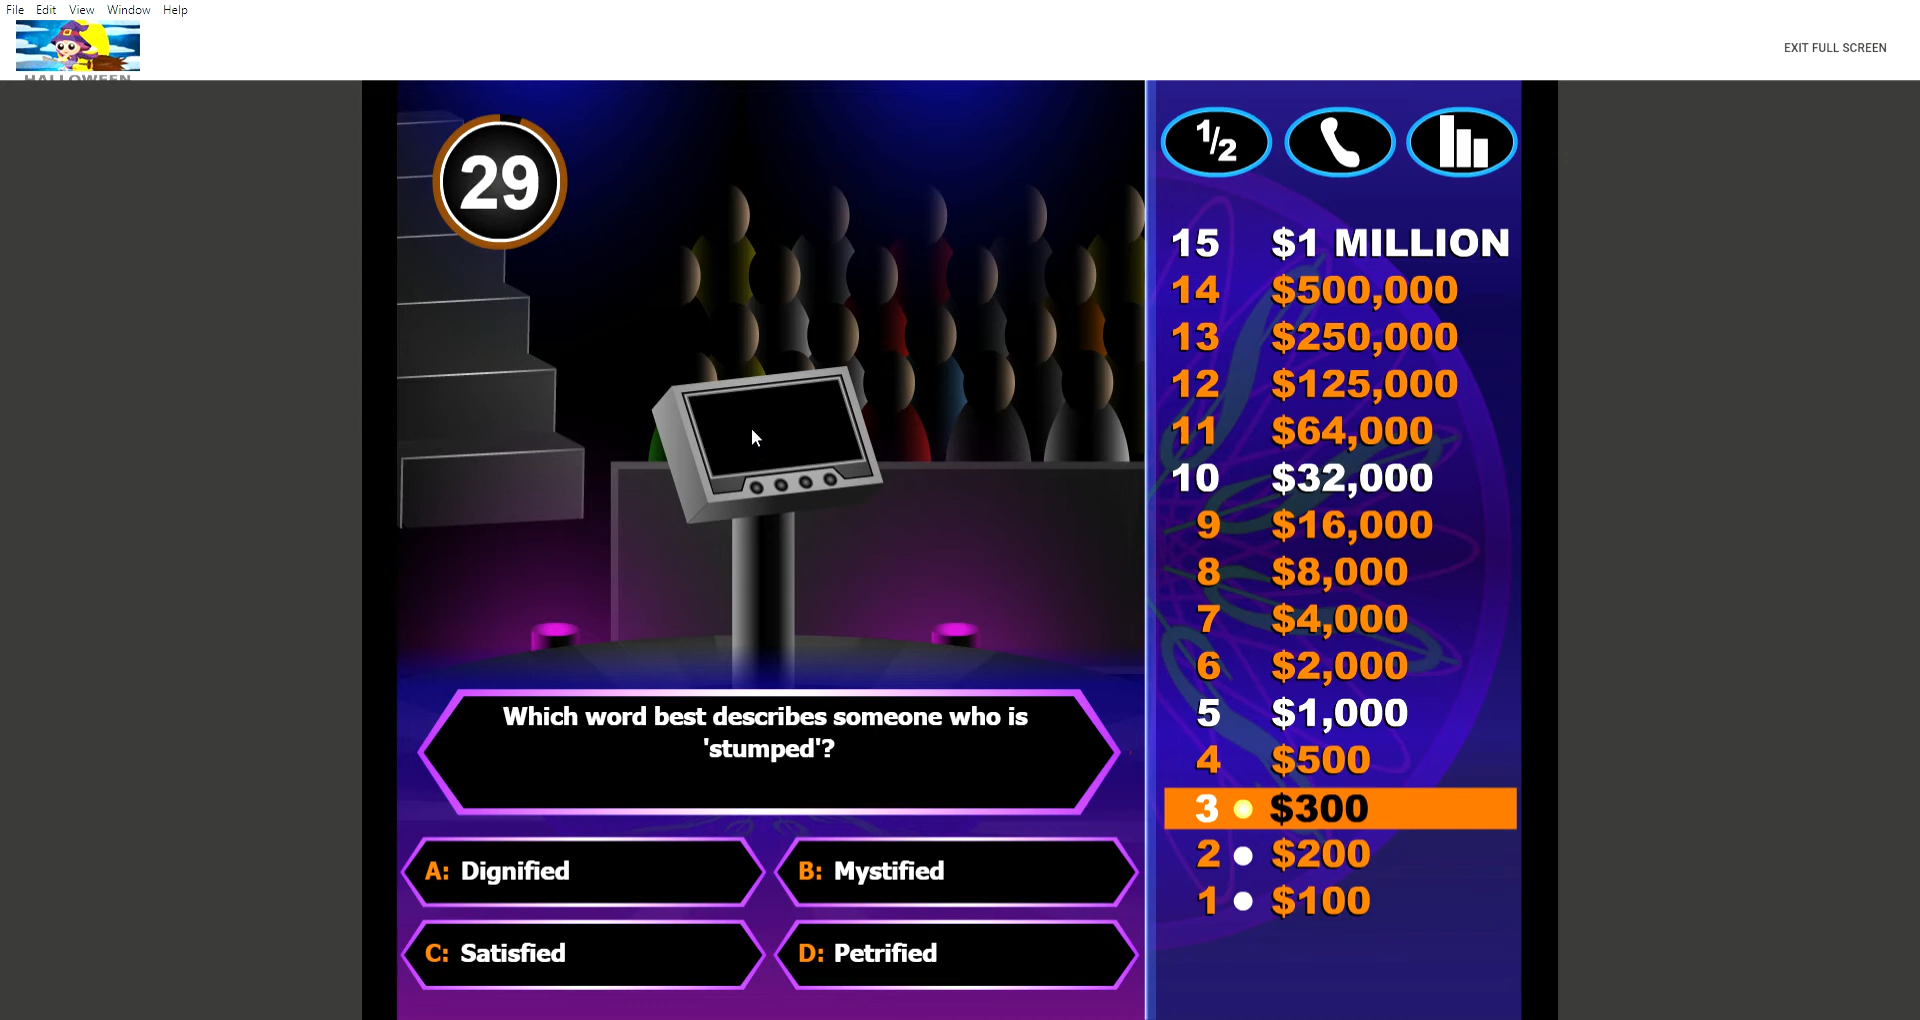 File Edit View Window Help
HALLOWEEN
EXIT FULL SCREEN
29
1/2
15 $1 MILLION
14 $500,000
13 $250,000
12 $125,000
11 $64,000
10 $32,000
9 $16,000
8 $8,000
7 $4,000
6 $2,000
5 $1,000
4 $500
3 $300
2 $200
1 $100
Which word best describes someone who is
'stumped'?
A: Dignified
B: Mystified
C: Satisfied
D: Petrified